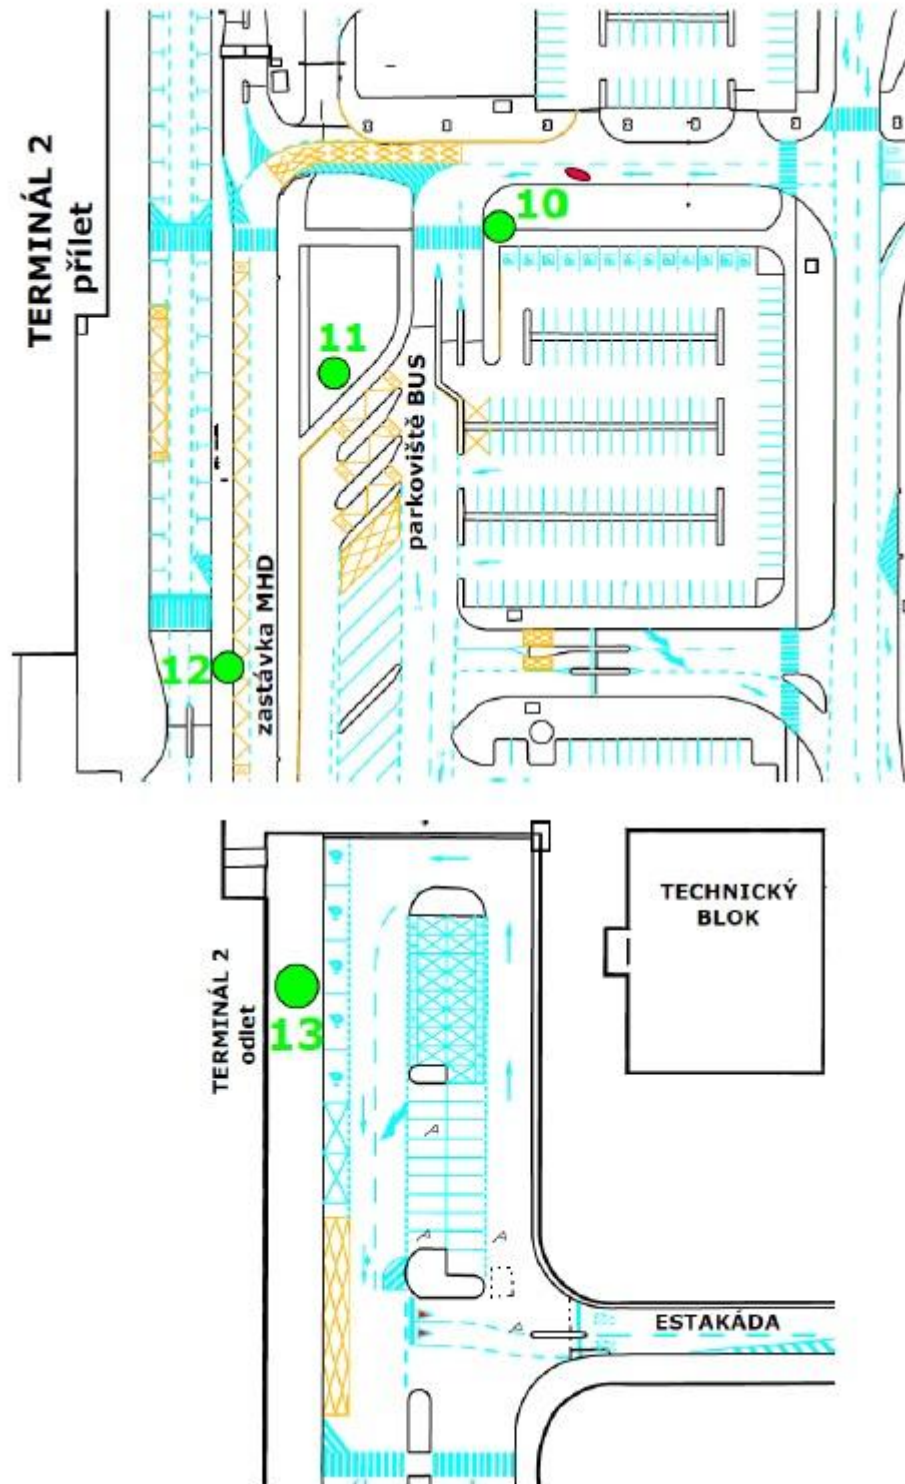 TERMINÁL 2
přílet
10
11
parkoviště BUS
12
zastávka MHD
TECHNICKÝ
BLOK
TERMINÁL 2
odlet
13
ESTAKÁDA